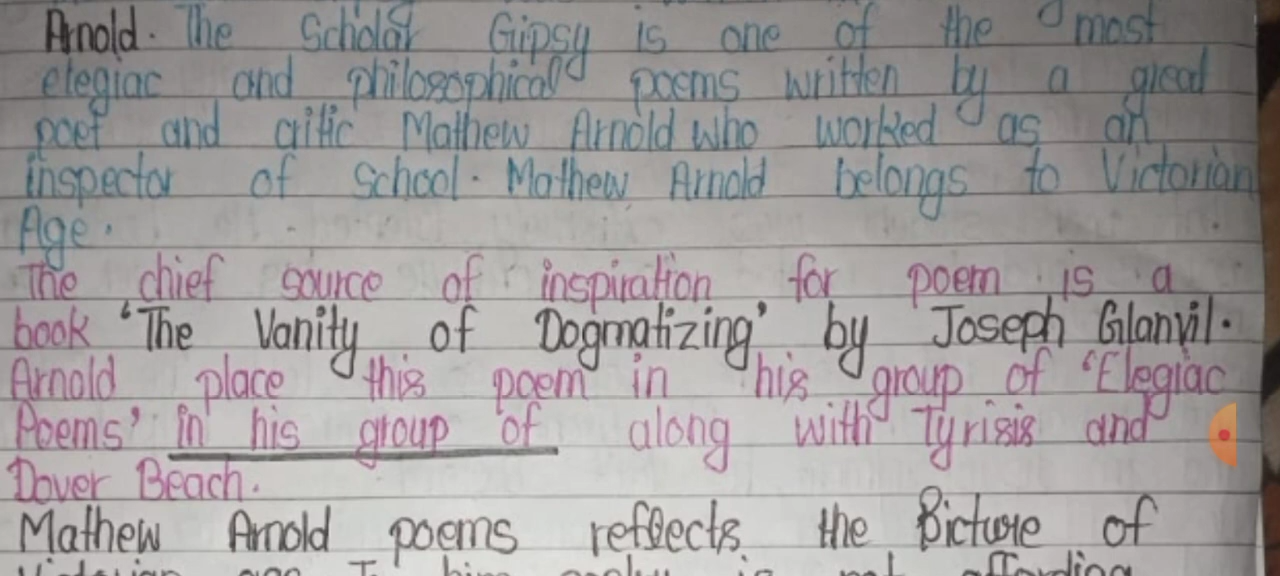 Arnold. The Scholar Gipsy is one of the most
elegiac and philosophical poems written by a great
poet and critic Mathew Arnold who worked as an
inspector of School. Mathew Arnold belongs to Victorian
Age.
The chief source of inspiration for poem is a
book 'The Vanity of Dogmatizing' by Joseph Glanvil.
Arnold place this poem in his group of 'Elegiac
Poems' in his group of along with Tyrisis and
Dover Beach.
Mathew Arnold poems reflects the Picture of